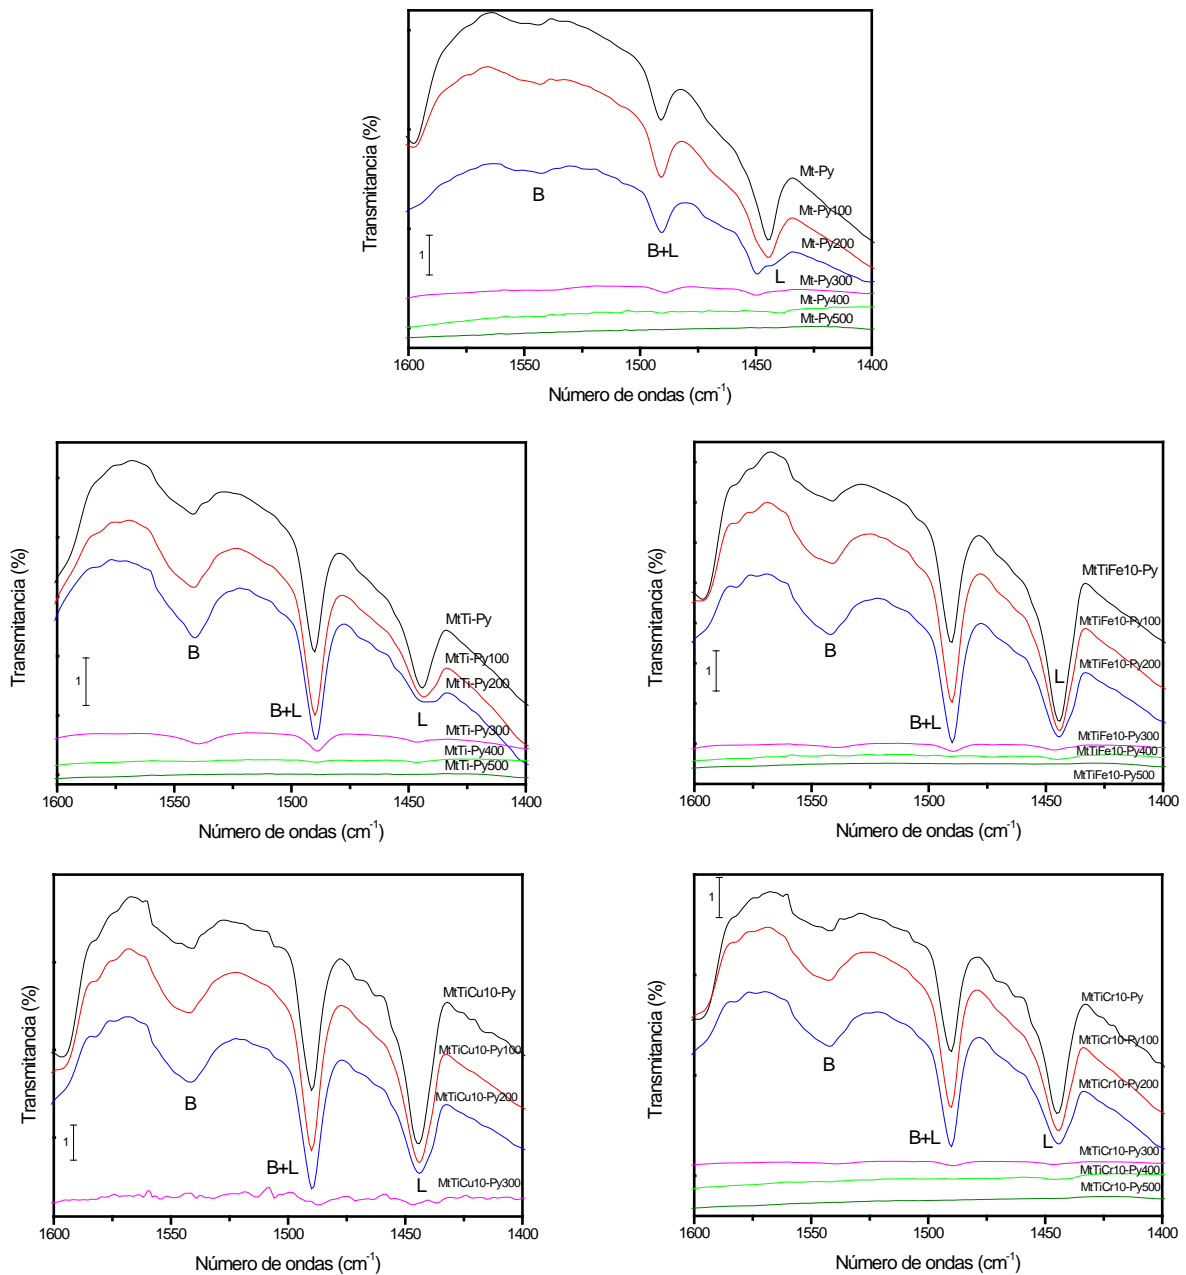 Transmitancia (%)
Mt-Py
Mt-Py100
Mt-Py200
Mt-Py300
Mt-Py400
Mt-Py500
B
B+L
L
1
1600 1550 1500 1450 1400
Número de ondas (cm-1)
Transmitancia (%)
MtTi-Py
MtTi-Py100
MtTi-Py200
MtTi-Py300
MtTi-Py400
MtTi-Py500
B
B+L
L
1
1600 1550 1500 1450 1400
Número de ondas (cm-1)
Transmitancia (%)
MtTiFe10-Py
MtTiFe10-Py100
MtTiFe10-Py200
MtTiFe10-Py300
MtTiFe10-Py400
MtTiFe10-Py500
B
B+L
L
1
1600 1550 1500 1450 1400
Número de ondas (cm-1)
Transmitancia (%)
MtTiCu10-Py
MtTiCu10-Py100
MtTiCu10-Py200
MtTiCu10-Py300
B
B+L
L
1
1600 1550 1500 1450 1400
Número de ondas (cm-1)
Transmitancia (%)
1
MtTiCr10-Py
MtTiCr10-Py100
MtTiCr10-Py200
MtTiCr10-Py300
MtTiCr10-Py400
MtTiCr10-Py500
B
B+L
L
1600 1550 1500 1450 1400
Número de ondas (cm-1)